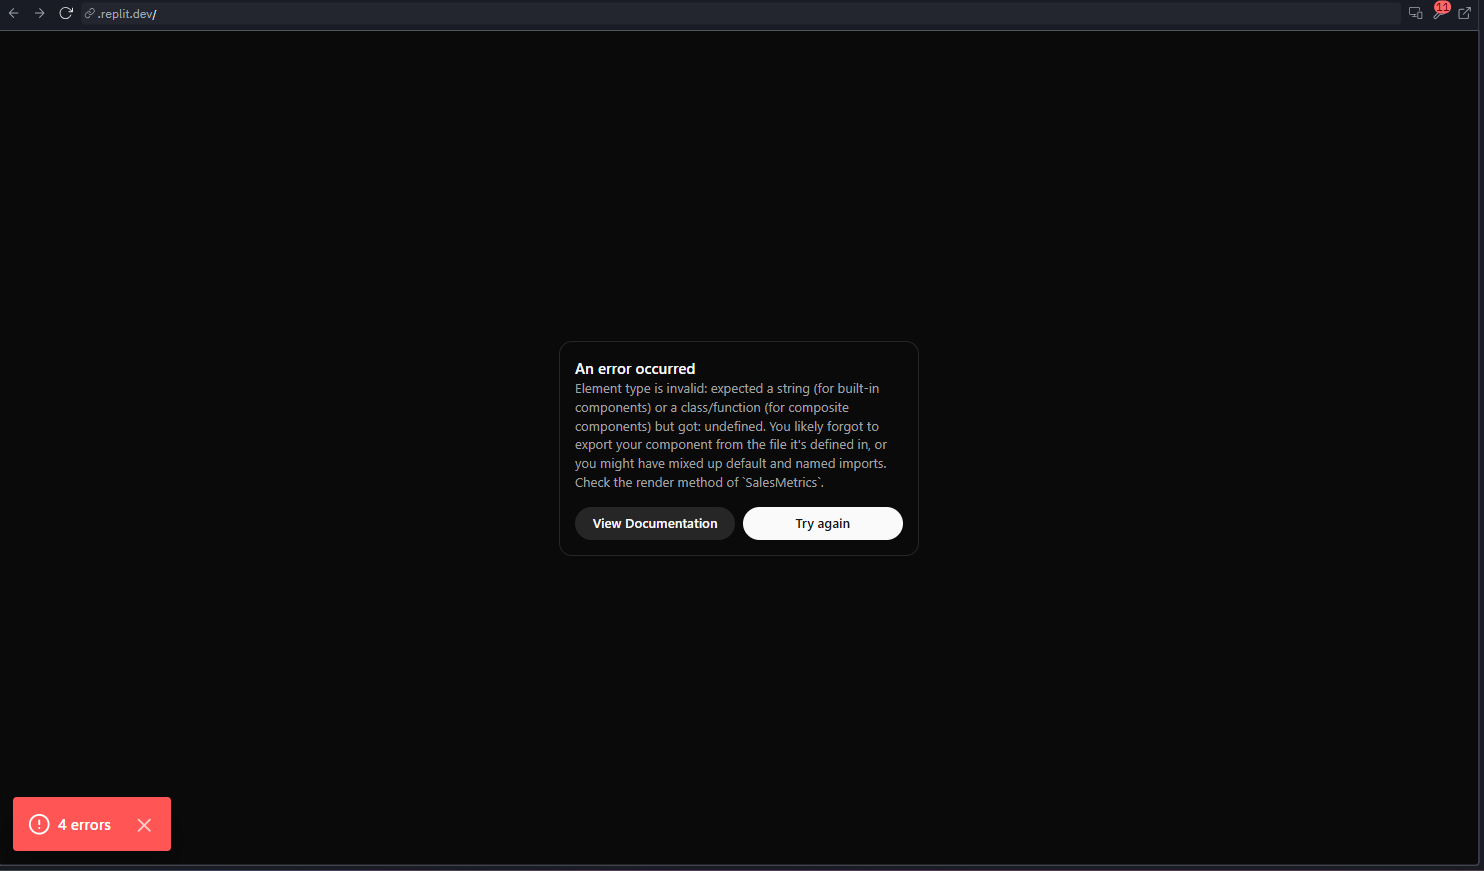 .replit.dev/
11
An error occurred
Element type is invalid: expected a string (for built-in
components) or a class/function (for composite
components) but got: undefined. You likely forgot to
export your component from the file it's defined in, or
you might have mixed up default and named imports.
Check the render method of `SalesMetrics`.
View Documentation
Try again
4 errors